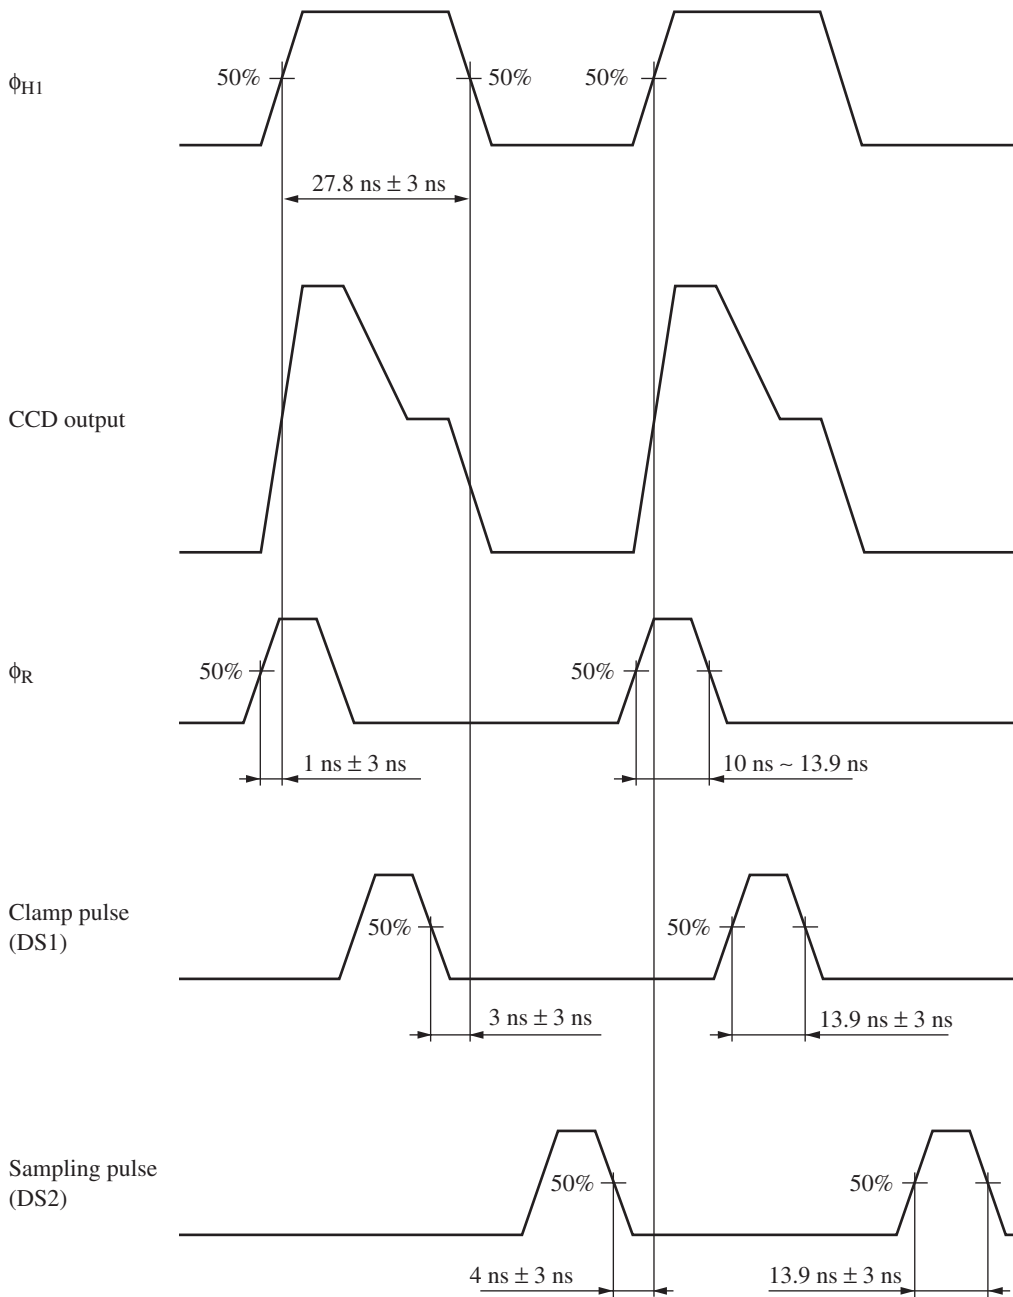 50%
50%
50%
ϕH1
27.8 ns ± 3 ns
CCD output
50%
50%
ϕR
1 ns ± 3 ns
10 ns ~ 13.9 ns
Clamp pulse
(DS1)
50%
50%
3 ns ± 3 ns
13.9 ns ± 3 ns
Sampling pulse
(DS2)
50%
50%
4 ns ± 3 ns
13.9 ns ± 3 ns